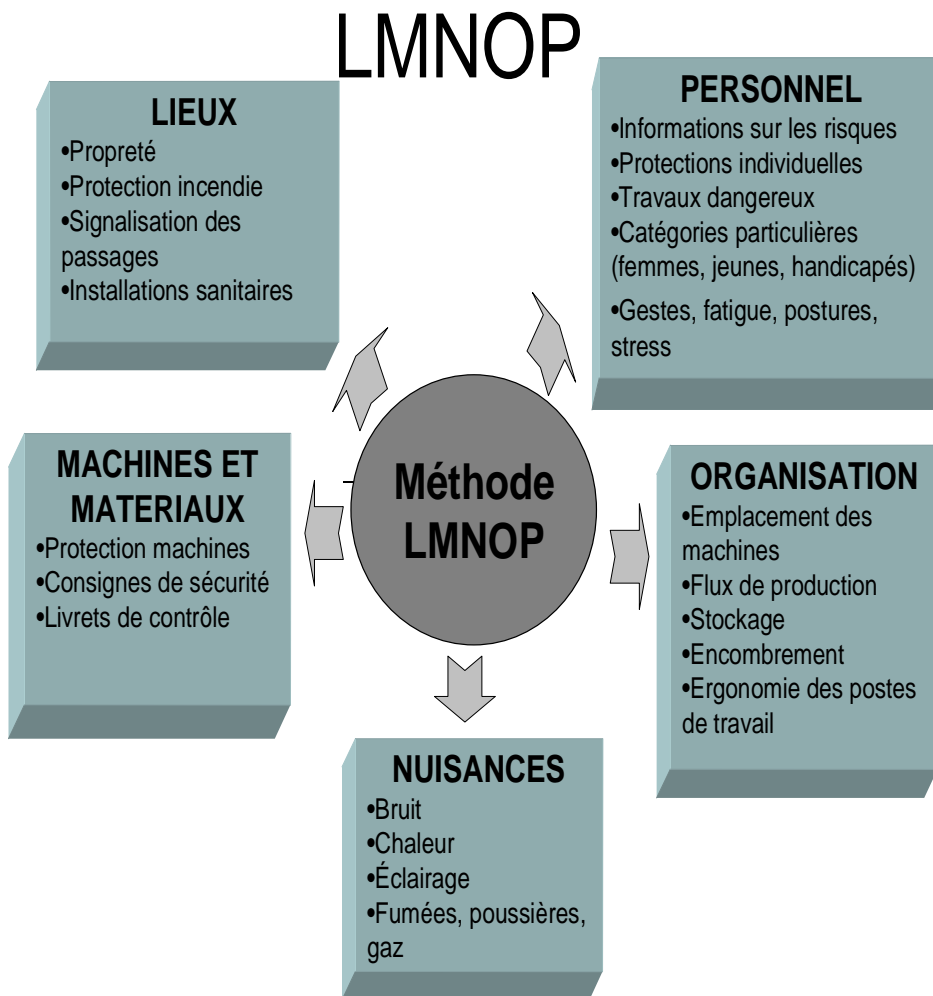 LMNOP
LIEUX
•Propreté
•Protection incendie
•Signalisation des
passages
•Installations sanitaires
PERSONNEL
•Informations sur les risques
•Protections individuelles
•Travaux dangereux
•Catégories particulières
(femmes, jeunes, handicapés)
•Gestes, fatigue, postures,
stress
MACHINES ET
MATERIAUX
•Protection machines
•Consignes de sécurité
•Livrets de contrôle
Méthode
LMNOP
ORGANISATION
•Emplacement des
machines
•Flux de production
•Stockage
•Encombrement
•Ergonomie des postes
de travail
NUISANCES
•Bruit
•Chaleur
•Éclairage
•Fumées, poussières,
gaz